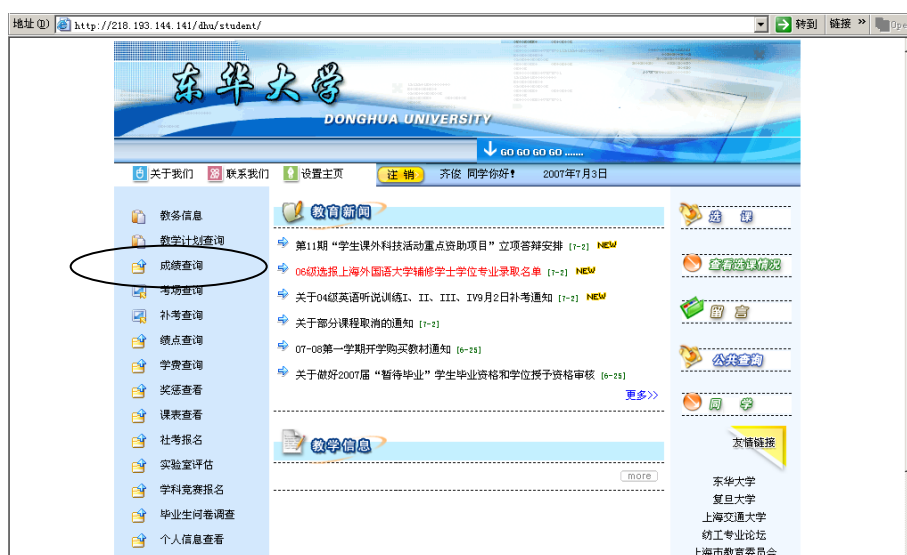 地址(D) http://218.193.144.141/dhu/student/ 转到 链接 » Ope
东华大学
DONGHUA UNIVERSITY
GO GO GO GO .......
关于我们 联系我们 设置主页 注 销 齐俊 同学你好! 2007年7月3日
教务信息
教学计划查询
成绩查询
考场查询
补考查询
绩点查询
学费查询
奖惩查看
课表查看
社考报名
实验室评估
学科竞赛报名
毕业生问卷调查
个人信息查看
教育新闻
第11期“学生课外科技活动重点资助项目”立项答辩安排 [7-2] NEW
06级选报上海外国语大学辅修学士学位专业录取名单 [7-2] NEW
关于04级英语听说训练I、II、III、IV9月2日补考通知 [7-2] NEW
关于部分课程取消的通知 [7-2]
07-08第一学期开学购买教材通知 [6-25]
关于做好2007届“暂待毕业”学生毕业资格和学位授予资格审核 [6-25]
更多>>
教学信息
more
选 课
查看选课情况
留 言
公共查询
同 学
友情链接
东华大学
复旦大学
上海交通大学
纺工专业论坛
上海市教育委员会